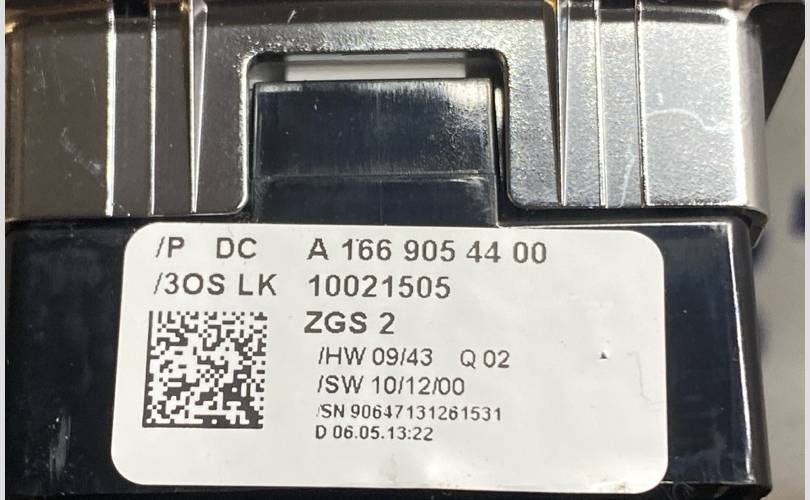 /P DC A 166 905 44 00
/3OS LK 10021505
ZGS 2
/HW 09/43 Q 02
/SW 10/12/00
/SN 90647131261531
D 06.05.13:22